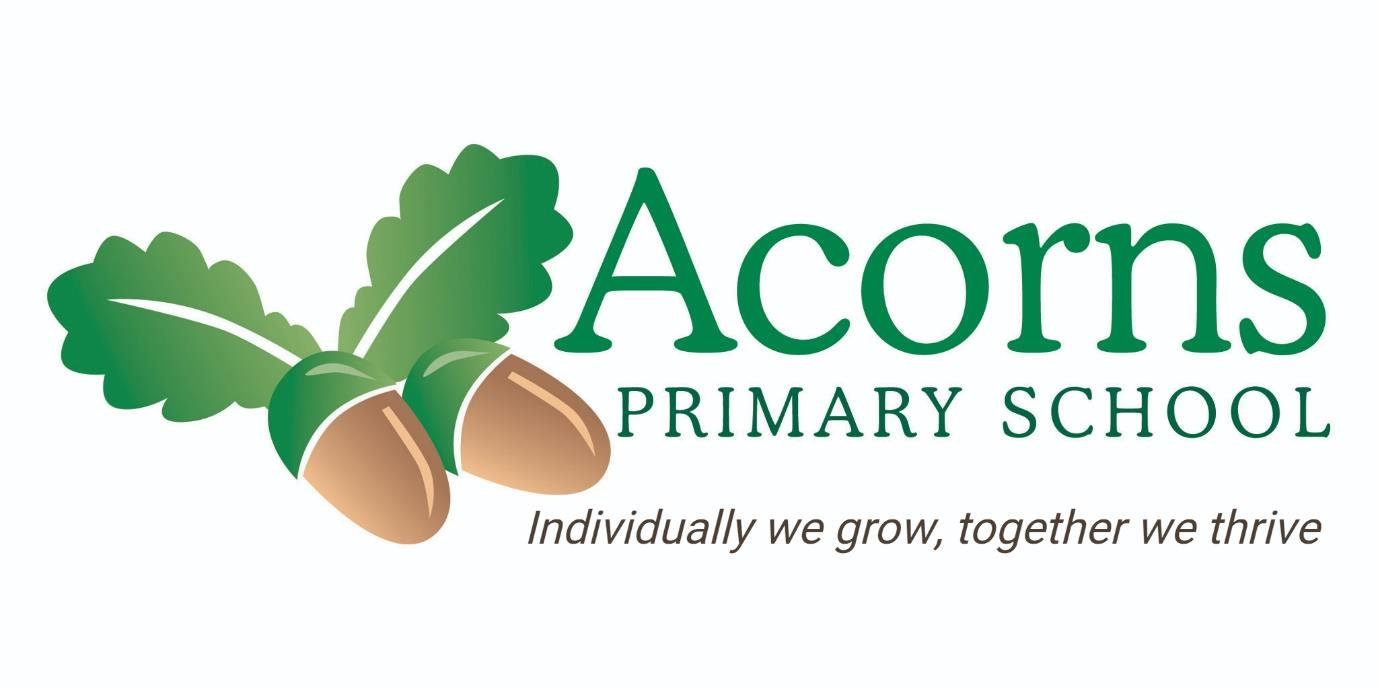 Acorns
PRIMARY SCHOOL
Individually we grow, together we thrive